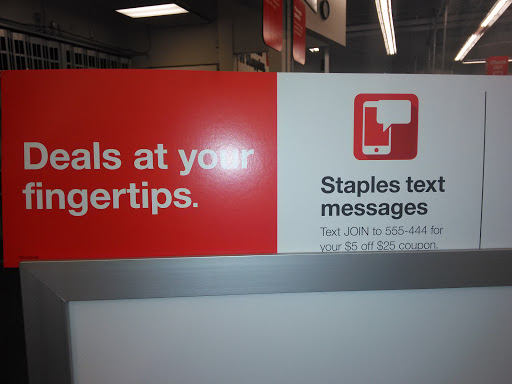 Deals at your
fingertips.
Staples text
messages
Text JOIN to 555-444 for
your $5 off $25 coupon.